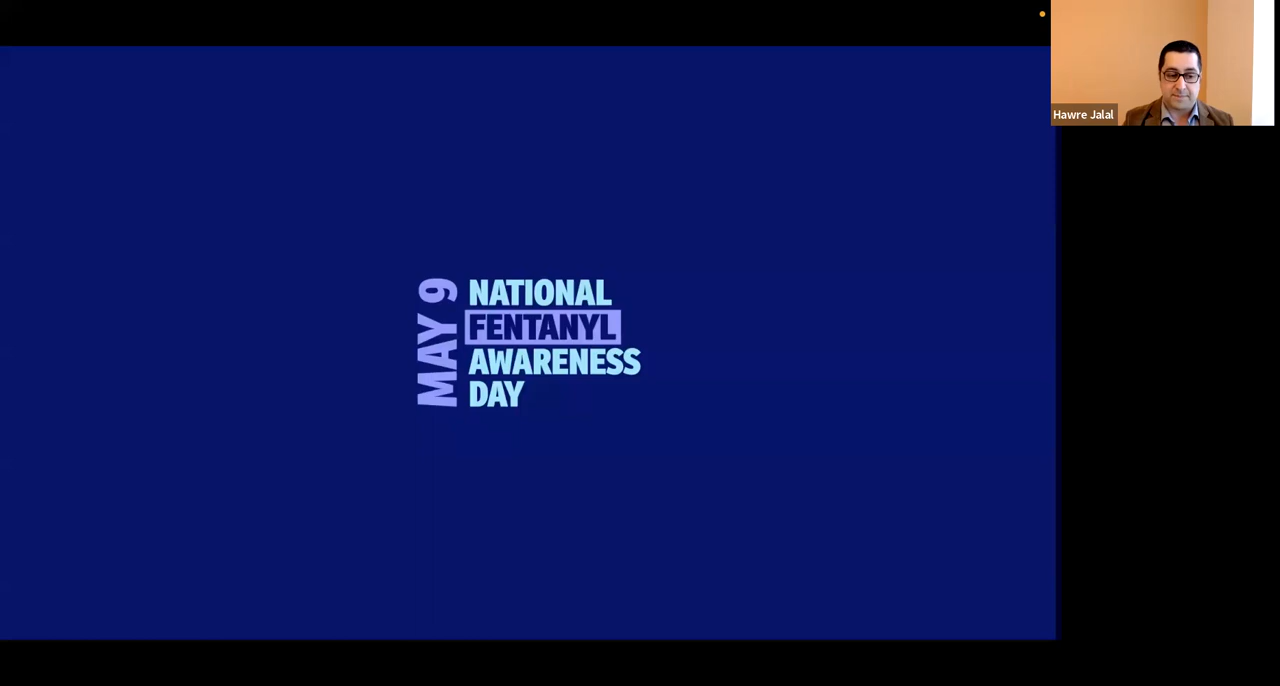 MAY 9
NATIONAL
FENTANYL
AWARENESS
DAY
Hawre Jalal